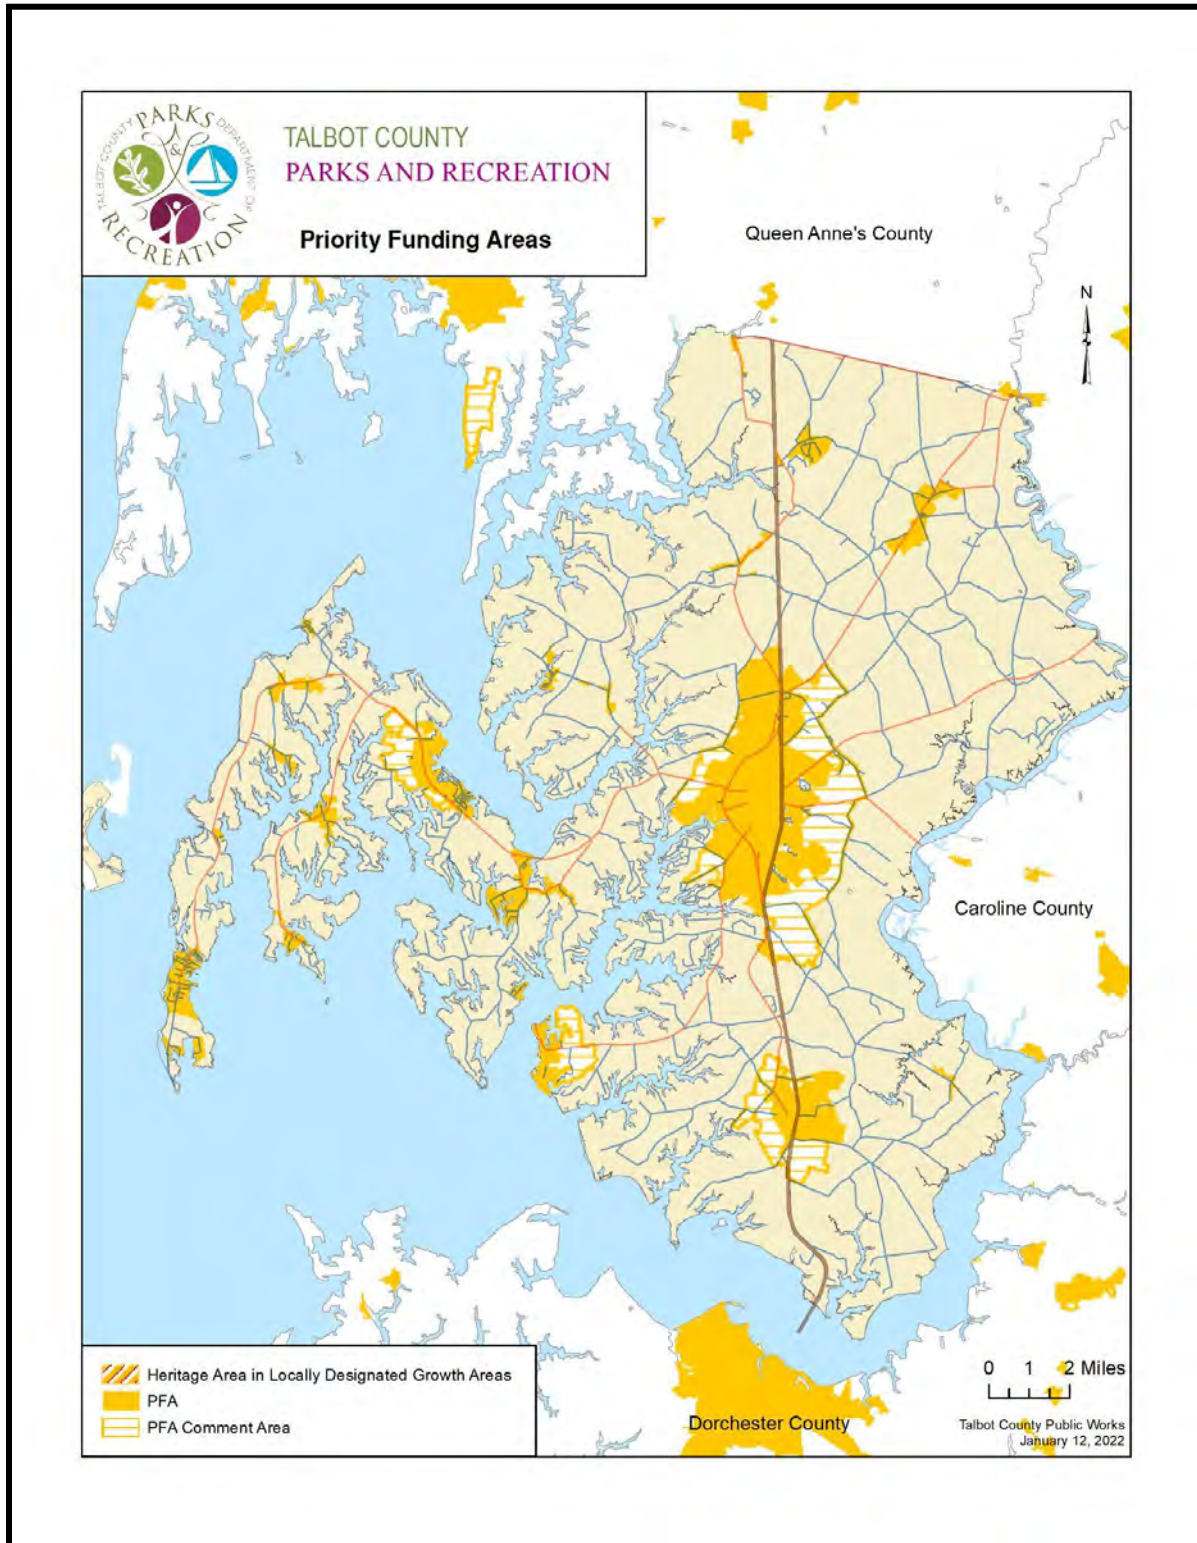 TALBOT COUNTY
PARKS
DEPARTMENT OF
&
RECREATION
TALBOT COUNTY
PARKS AND RECREATION
Priority Funding Areas
Queen Anne's County
N
Caroline County
Heritage Area in Locally Designated Growth Areas
PFA
PFA Comment Area
Dorchester County
0 1 2 Miles
Talbot County Public Works
January 12, 2022